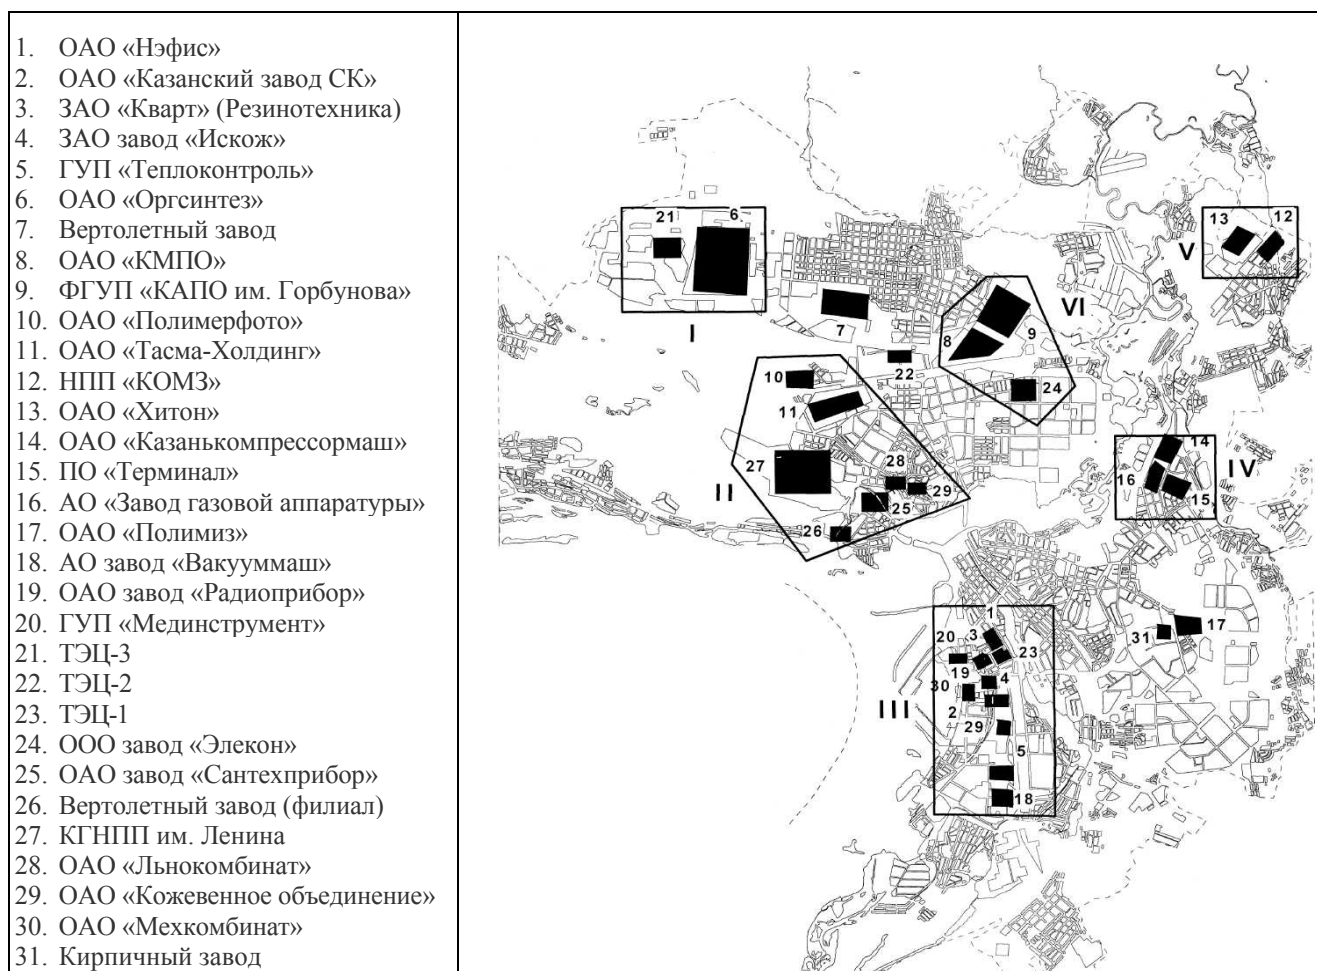 1. ОАО «Нэфис»
2. ОАО «Казанский завод СК»
3. ЗАО «Кварт» (Резинотехника)
4. ЗАО завод «Искож»
5. ГУП «Теплоконтроль»
6. ОАО «Оргсинтез»
7. Вертолетный завод
8. ОАО «КМПО»
9. ФГУП «КАПО им. Горбунова»
10. ОАО «Полимерфото»
11. ОАО «Тасма-Холдинг»
12. НПП «КОМЗ»
13. ОАО «Хитон»
14. ОАО «Казанькомпрессормаш»
15. ПО «Терминал»
16. АО «Завод газовой аппаратуры»
17. ОАО «Полимиз»
18. АО завод «Вакууммаш»
19. ОАО завод «Радиоприбор»
20. ГУП «Мединструмент»
21. ТЭЦ-3
22. ТЭЦ-2
23. ТЭЦ-1
24. ООО завод «Элекон»
25. ОАО завод «Сантехприбор»
26. Вертолетный завод (филиал)
27. КГНПП им. Ленина
28. ОАО «Льнокомбинат»
29. ОАО «Кожевенное объединение»
30. ОАО «Мехкомбинат»
31. Кирпичный завод
21 6
13 12
V
I
7
VI
8 9
22
10
24
11
14
28
27
II
29
16
IV
15
25
26
1
20 3
23
31 17
19
4
30
III
2
29
5
18